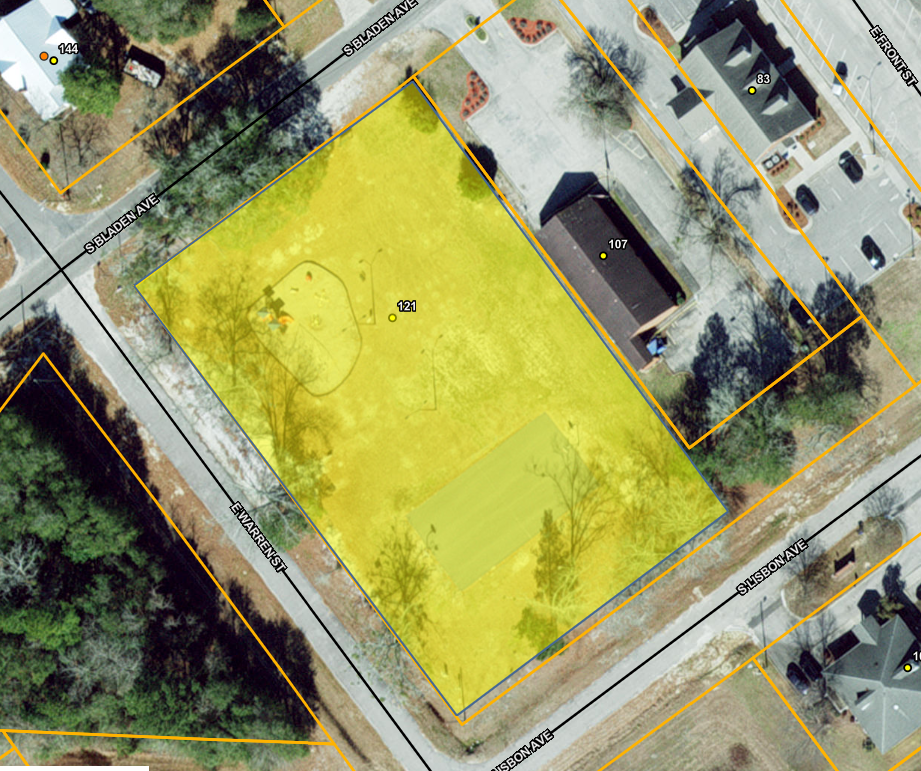 S BLADEN AVE
144
E FRONT ST
83
S BLADEN AVE
107
121
E WARREN ST
S LISBON AVE
LISBON AVE